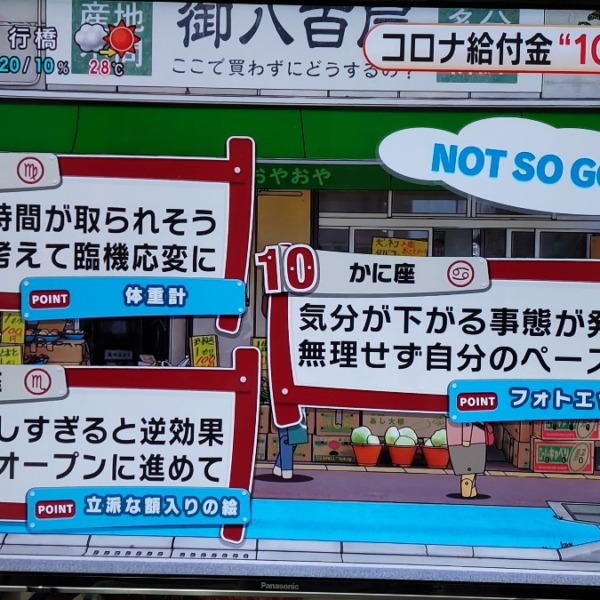 産地
御八百屋
行橋
20/10%
28℃
ここで買わずにどうするの?
コロナ給付金"10
おやおや
NOT SO GO
時間が取られそう
考えて臨機応変に
POINT 体重計
10 かに座
気分が下がる事態が発
無理せず自分のペー
POINT フォトエッ
しすぎると逆効果
オープンに進めて
POINT 立派な額入りの絵
Panasonic